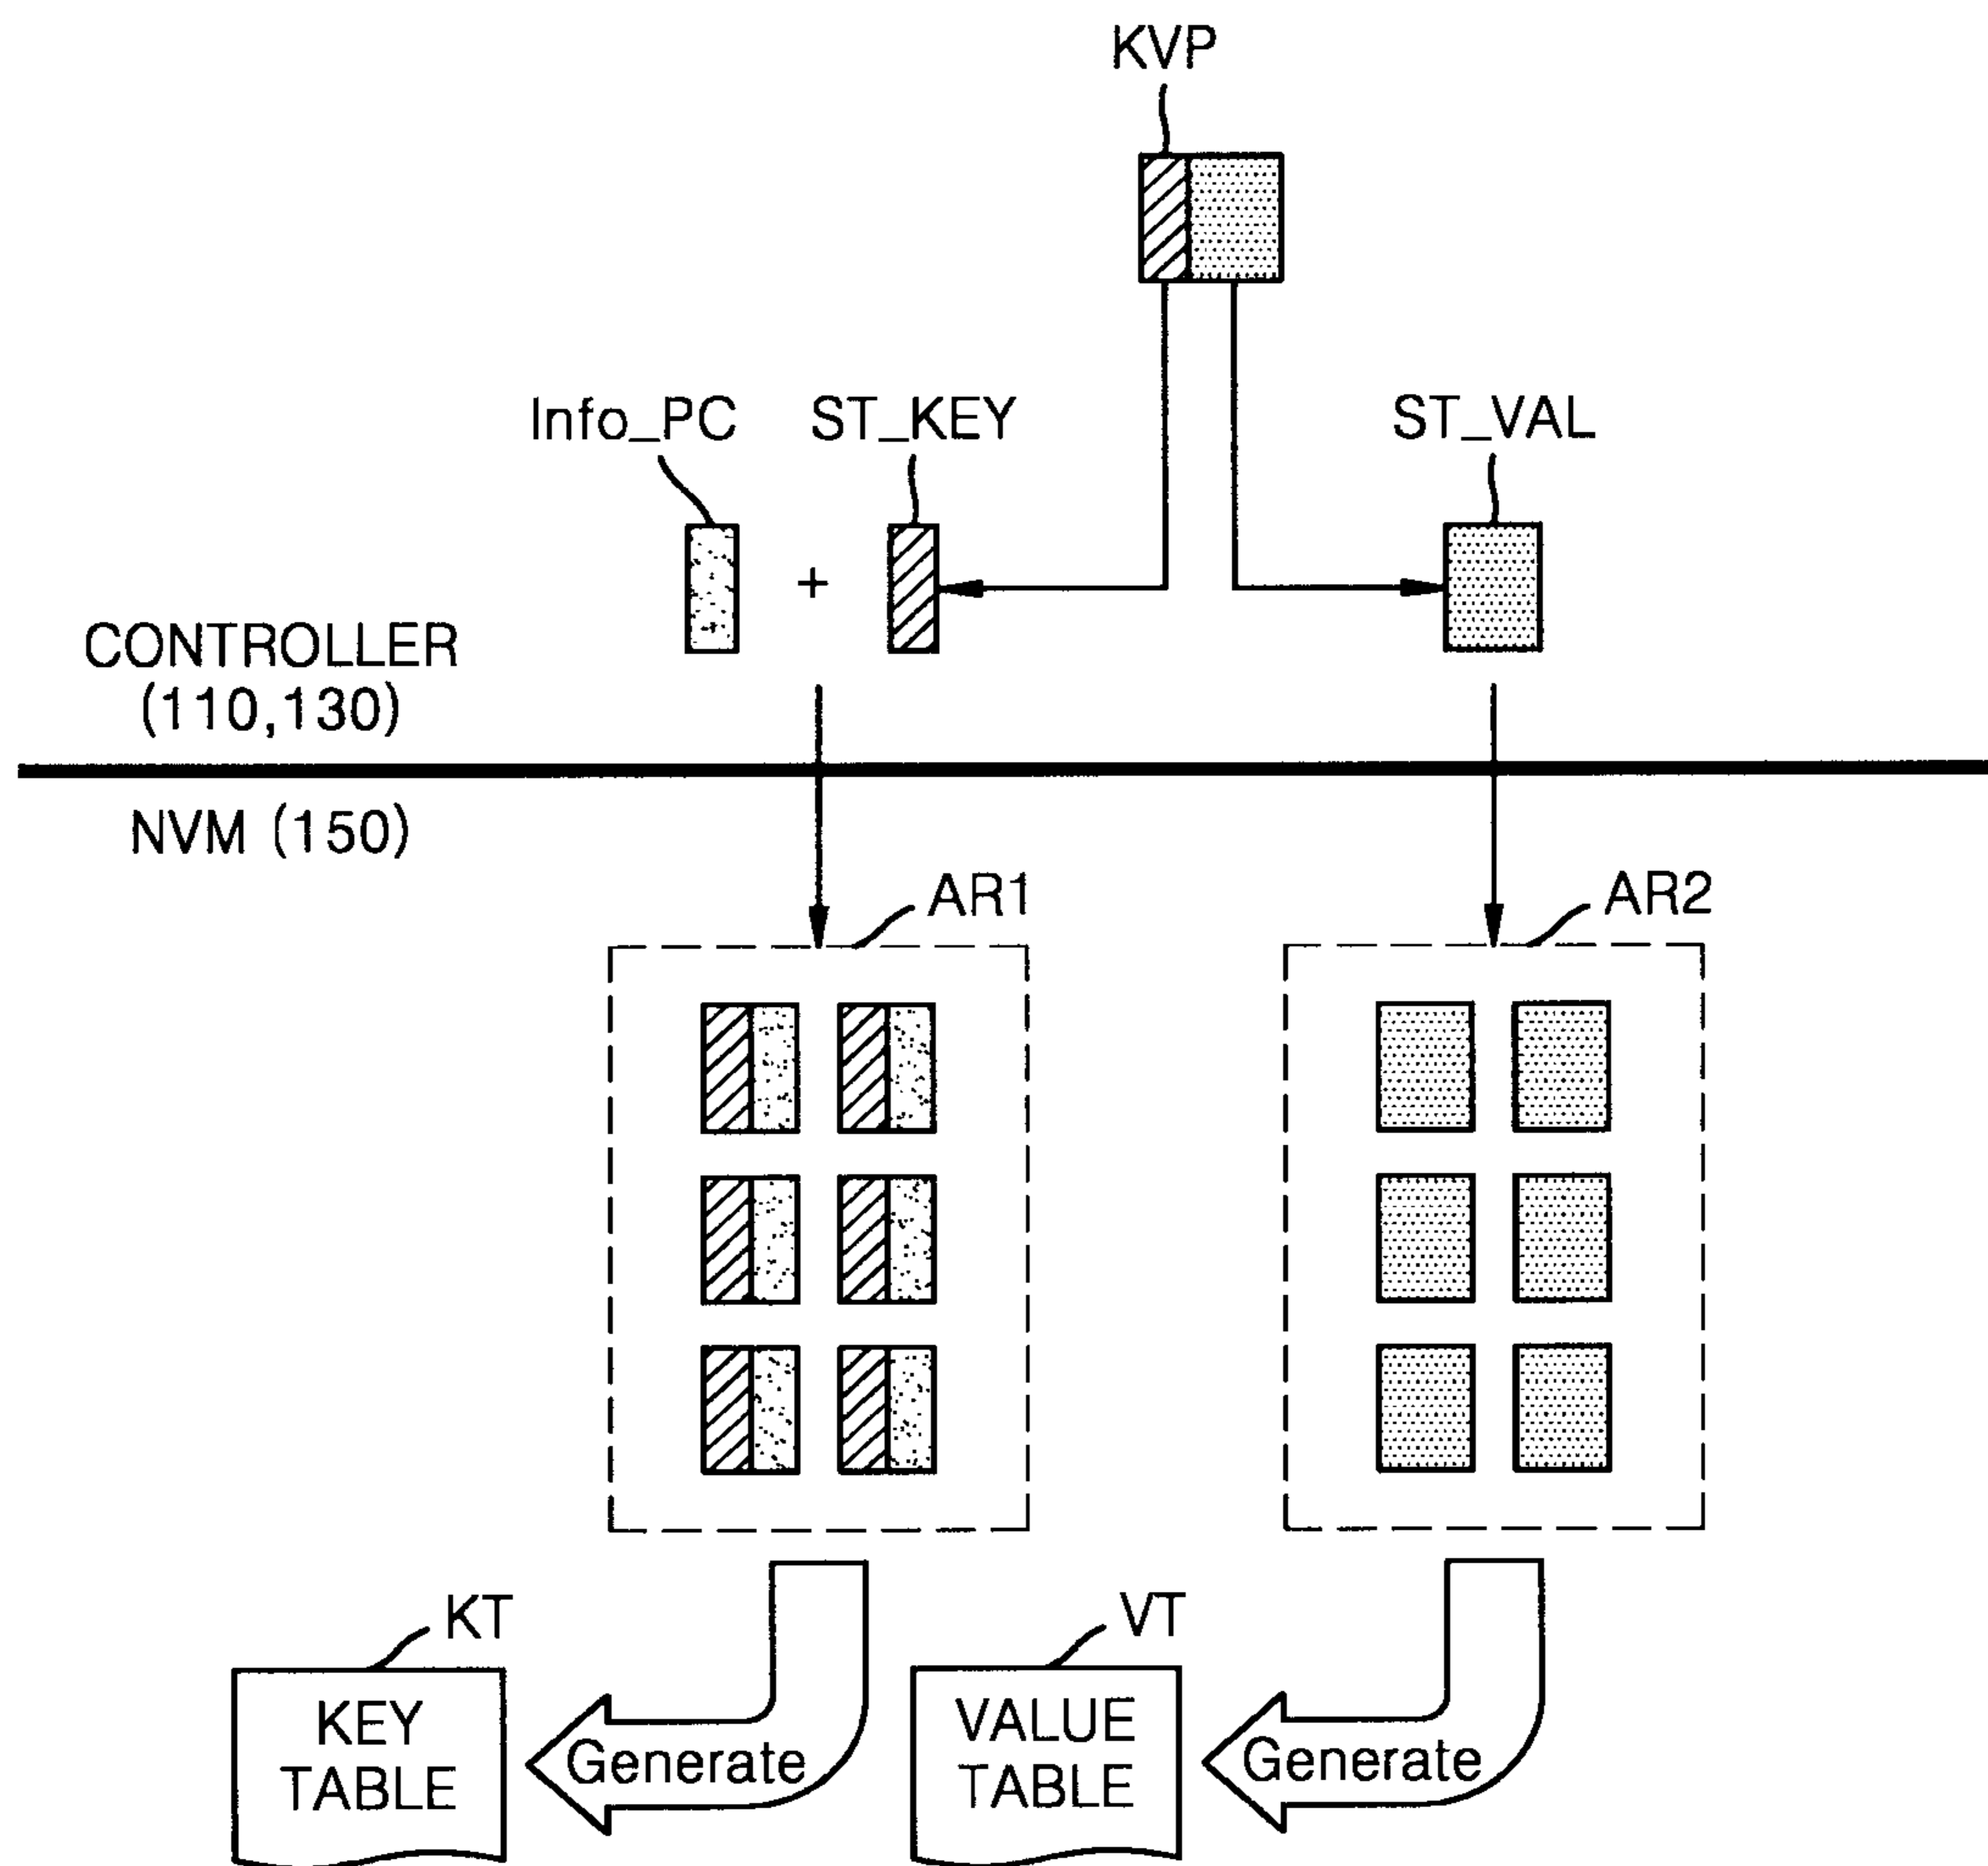 KVP
Info_PC
ST_KEY
ST_VAL
+
CONTROLLER
(110,130)
NVM (150)
AR1
AR2
KT
VT
KEY
TABLE
Generate
VALUE
TABLE
Generate